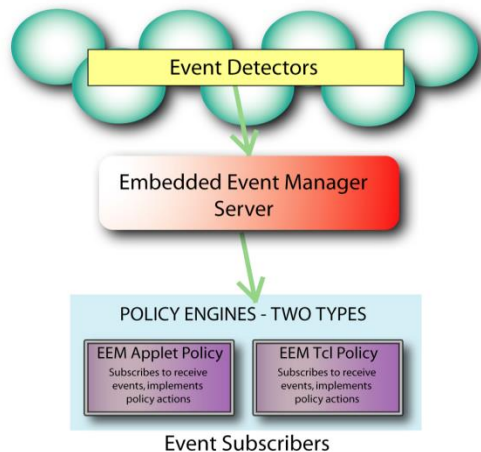 Event Detectors
Embedded Event Manager
Server
POLICY ENGINES - TWO TYPES
EEM Applet Policy
Subscribes to receive
events, implements
policy actions
EEM Tcl Policy
Subscribes to receive
events, implements
policy actions
Event Subscribers